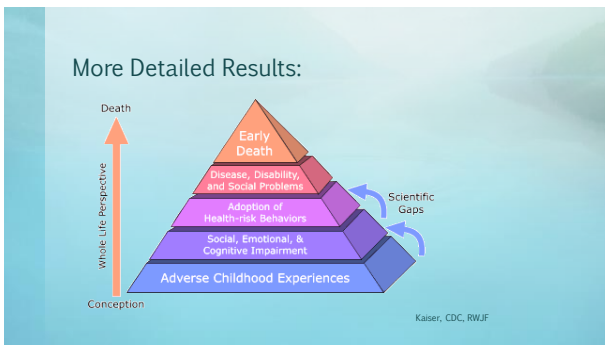 More Detailed Results:
Death
Whole Life Perspective
Conception
Early
Death
Disease, Disability,
and Social Problems
Adoption of
Health-risk Behaviors
Social, Emotional, &
Cognitive Impairment
Adverse Childhood Experiences
Scientific
Gaps
Kaiser, CDC, RWJF